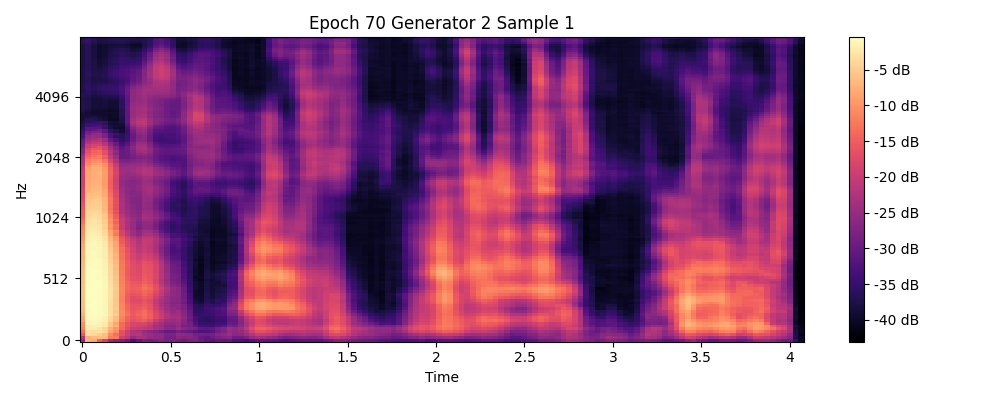 Epoch 70 Generator 2 Sample 1
Hz
4096
2048
1024
512
0
0 0.5 1 1.5 2 2.5 3 3.5 4
Time
-5 dB
-10 dB
-15 dB
-20 dB
-25 dB
-30 dB
-35 dB
-40 dB